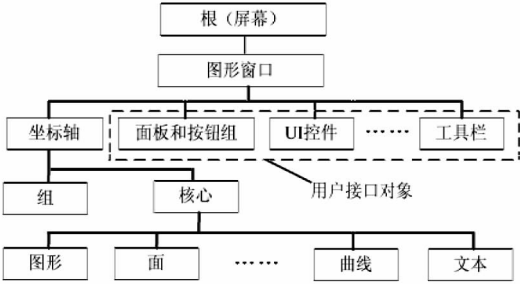 根（屏幕）
图形窗口
坐标轴
面板和按钮组
UI控件
……
工具栏
用户接口对象
组
核心
图形
面
……
曲线
文本